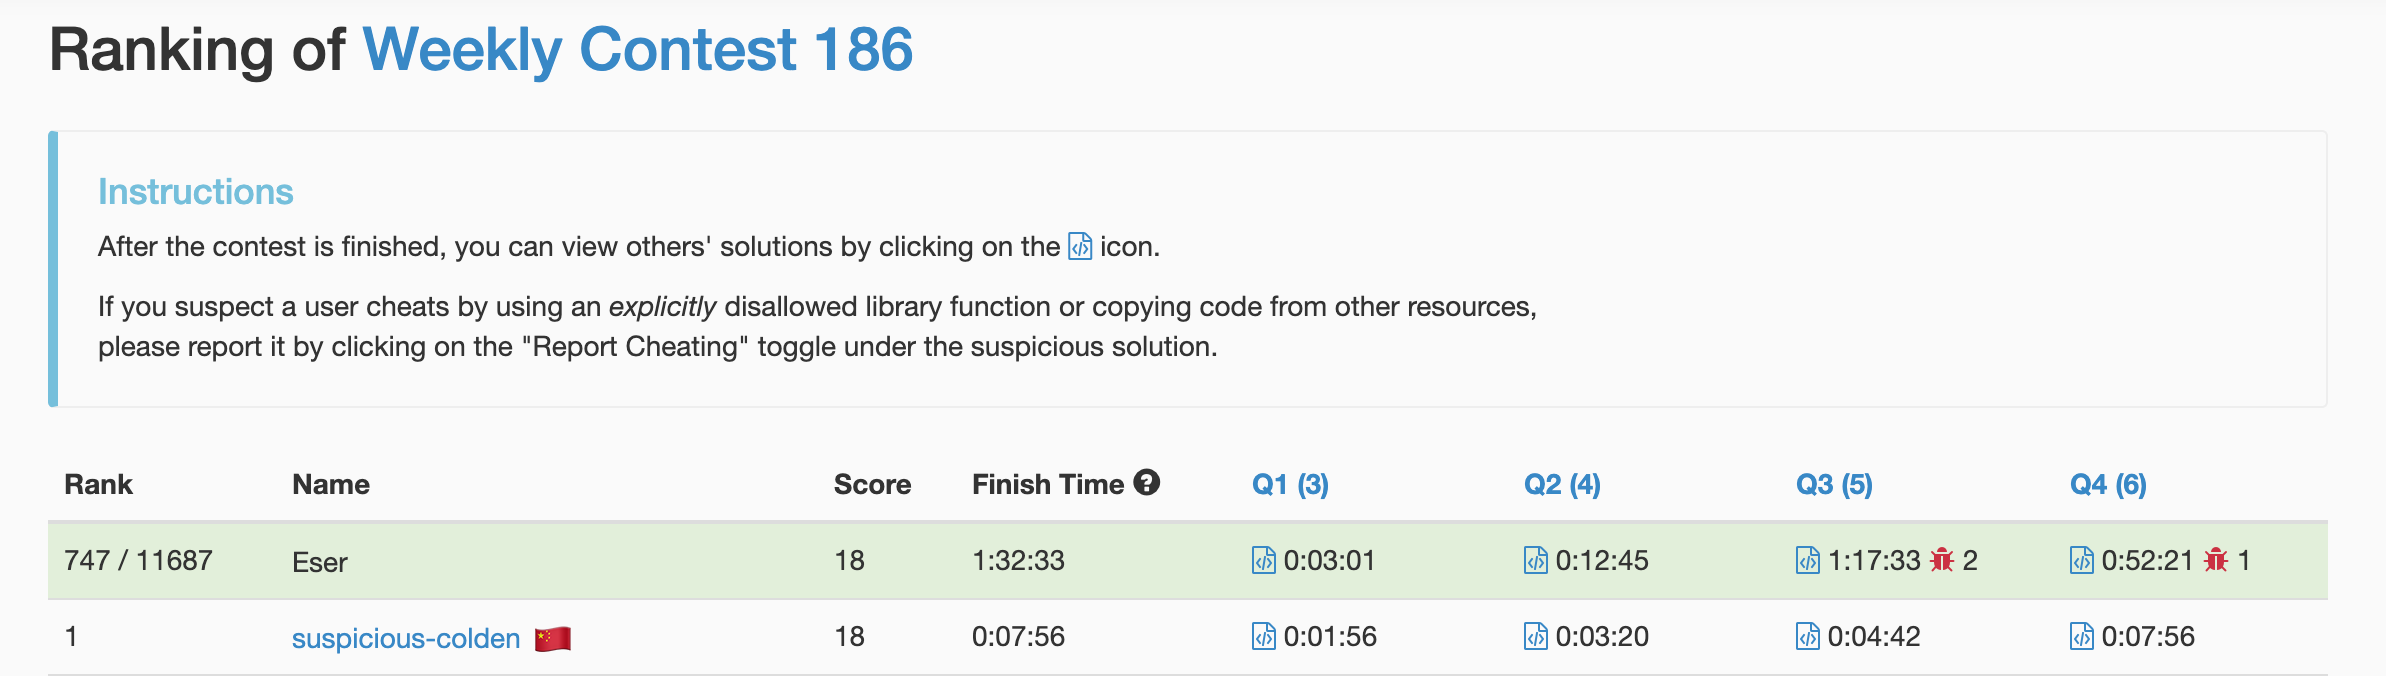 Ranking of Weekly Contest 186
Instructions
After the contest is finished, you can view others' solutions by clicking on the </> icon.
If you suspect a user cheats by using an explicitly disallowed library function or copying code from other resources,
please report it by clicking on the "Report Cheating" toggle under the suspicious solution.
Rank Name Score Finish Time ? Q1 (3) Q2 (4) Q3 (5) Q4 (6)
747 / 11687 Eser 18 1:32:33 </> 0:03:01 </> 0:12:45 </> 1:17:33 2 </> 0:52:21 1
1 suspicious-colden 18 0:07:56 </> 0:01:56 </> 0:03:20 </> 0:04:42 </> 0:07:56